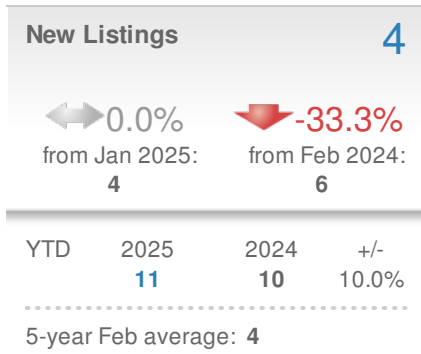 New Listings 4
0.0% -33.3%
from Jan 2025: from Feb 2024:
4 6
YTD 2025 2024 +/-
11 10 10.0%
5-year Feb average: 4